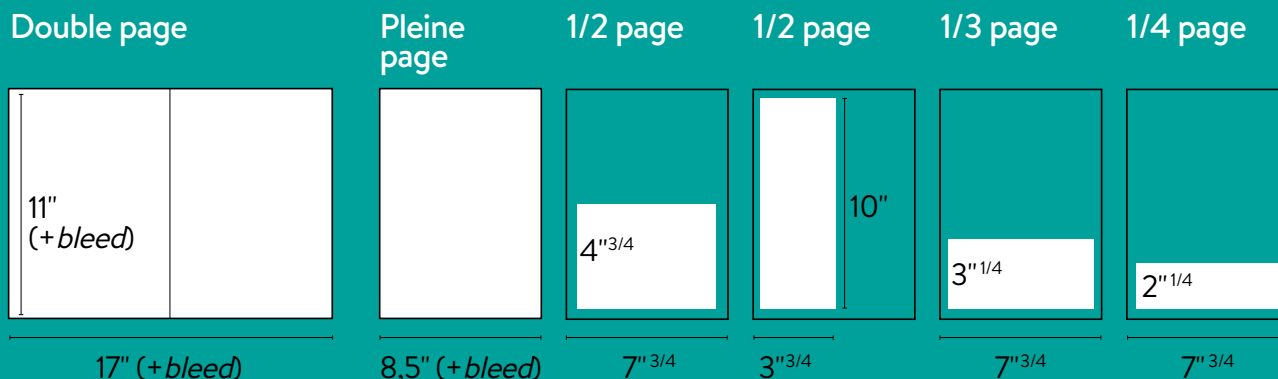 Double page
Pleine
page
1/2 page
1/2 page
1/3 page
1/4 page
11"
(+bleed)
4"3/4
10"
3"1/4
2"1/4
17" (+bleed)
8,5" (+bleed)
7"3/4
3"3/4
7"3/4
7"3/4